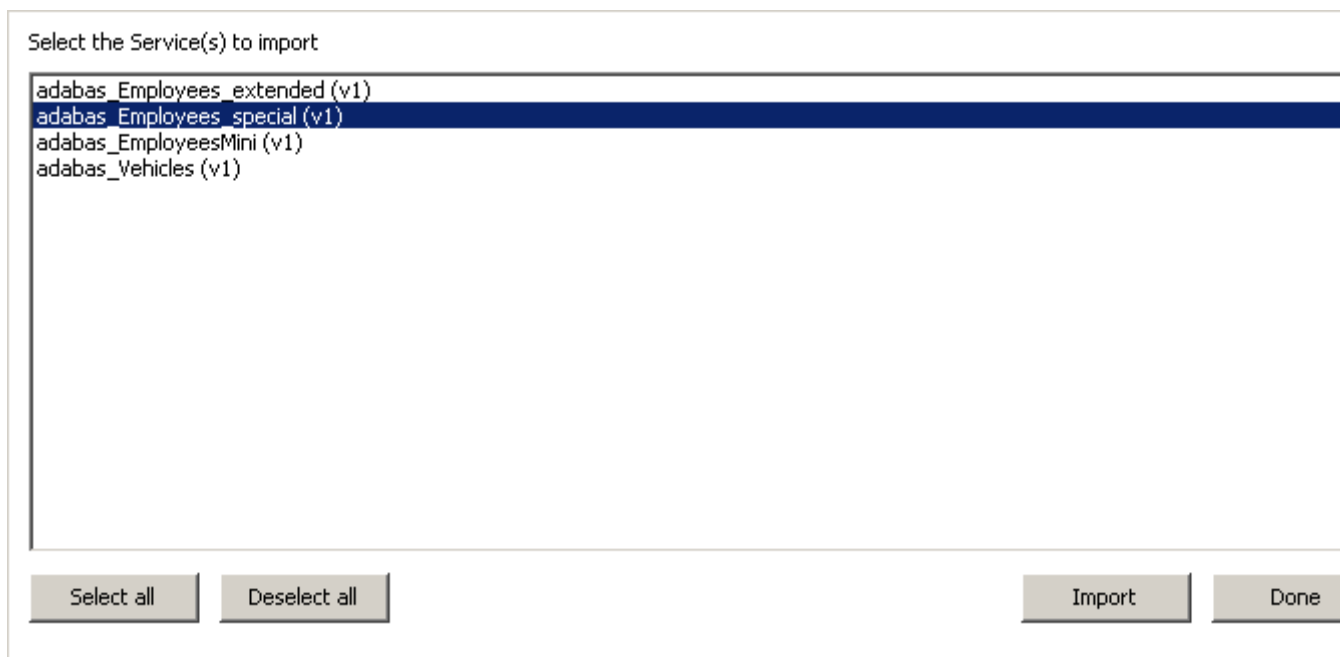 Select the Service(s) to import
adabas_Employees_extended (v1)
adabas_Employees_special (v1)
adabas_EmployeesMini (v1)
adabas_Vehicles (v1)
Select all Deselect all Import Done